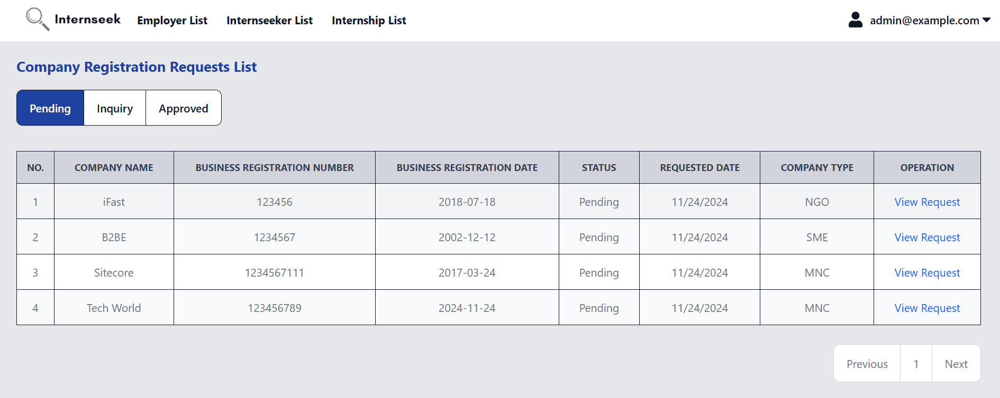 Internseek Employer List Internseeker List Internship List admin@example.com
Company Registration Requests List
Pending Inquiry Approved
NO. COMPANY NAME BUSINESS REGISTRATION NUMBER BUSINESS REGISTRATION DATE STATUS REQUESTED DATE COMPANY TYPE OPERATION
1 iFast 123456 2018-07-18 Pending 11/24/2024 NGO View Request
2 B2BE 1234567 2002-12-12 Pending 11/24/2024 SME View Request
3 Sitecore 1234567111 2017-03-24 Pending 11/24/2024 MNC View Request
4 Tech World 123456789 2024-11-24 Pending 11/24/2024 MNC View Request
Previous 1 Next